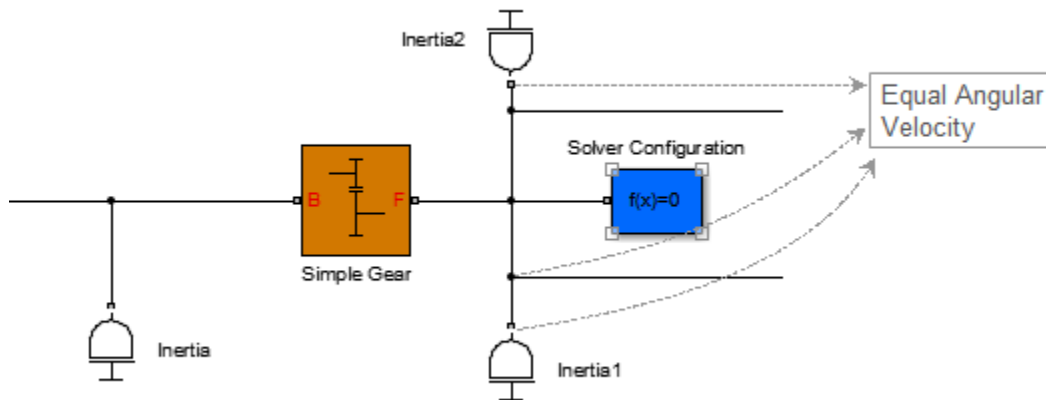 Inertia2
Equal Angular
Velocity
Solver Configuration
B
F
f(x)=0
Simple Gear
Inertia
Inertia1